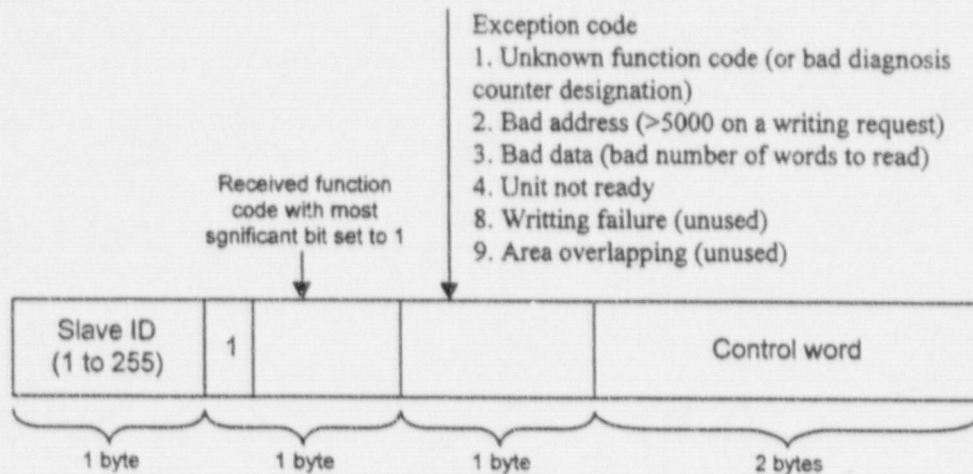 Exception code
1. Unknown function code (or bad diagnosis
counter designation)
2. Bad address (>5000 on a writing request)
3. Bad data (bad number of words to read)
4. Unit not ready
8. Writting failure (unused)
9. Area overlapping (unused)
Received function
code with most
sgnificant bit set to 1
Slave ID
(1 to 255)
1
Control word
1 byte
1 byte
1 byte
2 bytes